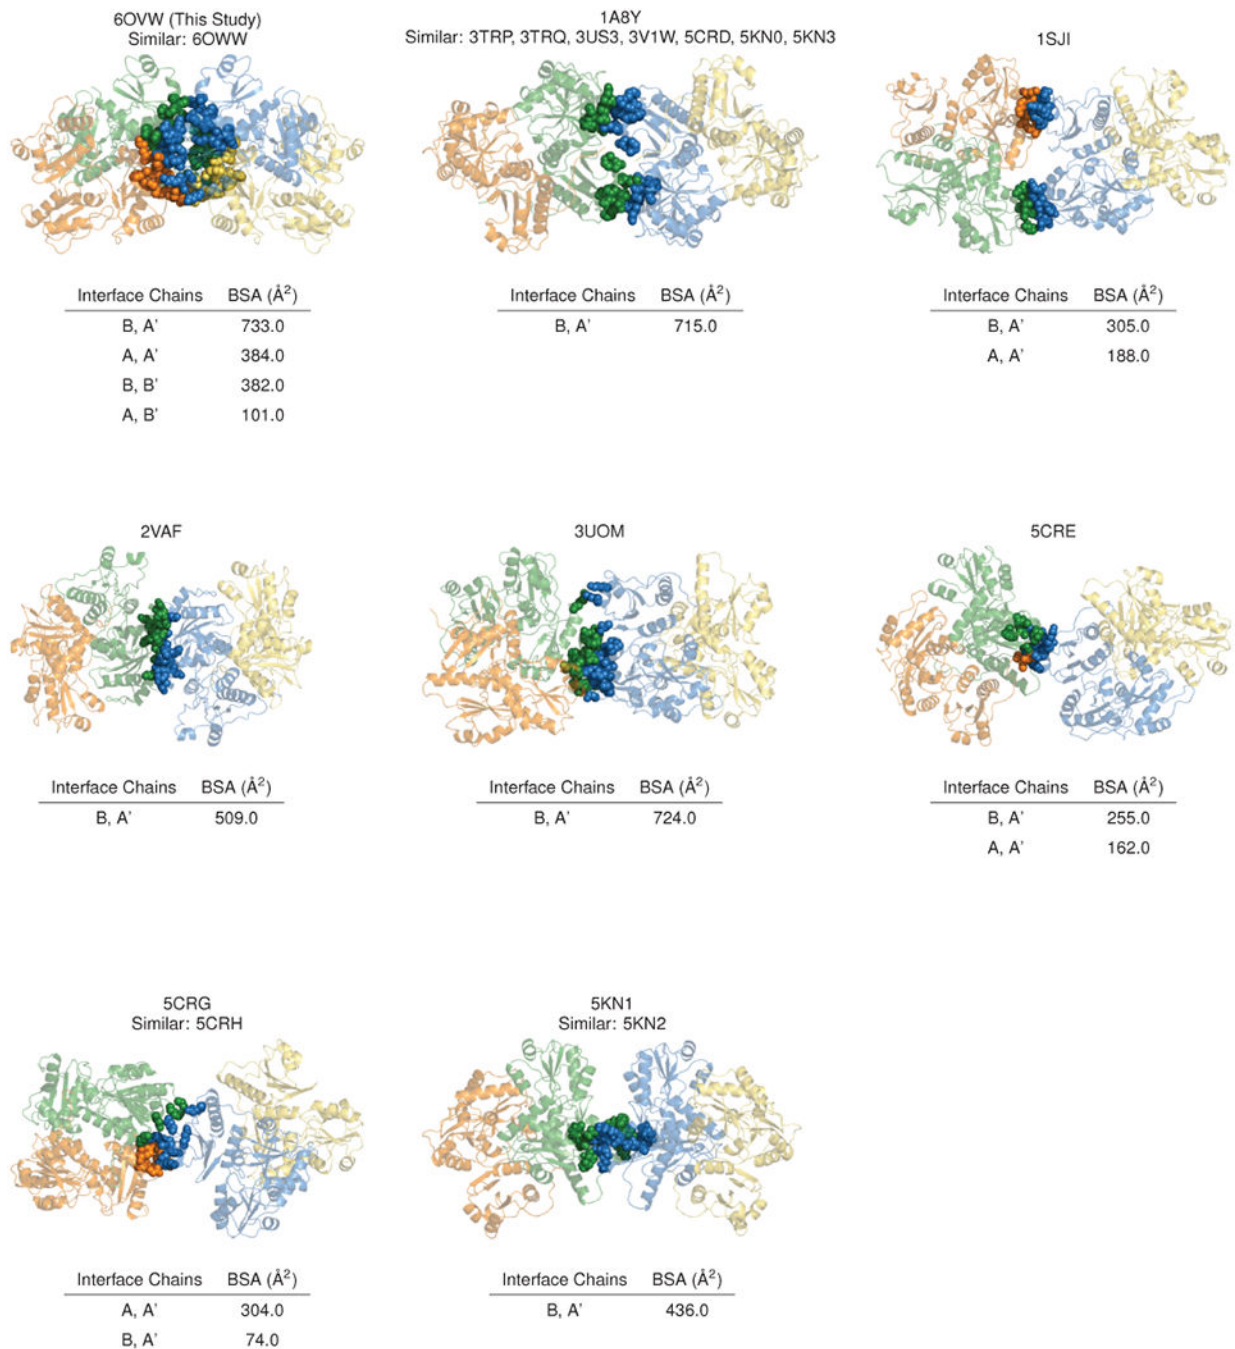 6OVW (This Study)
Similar: 6OWW
Interface Chains BSA (Å²)
B, A' 733.0
A, A' 384.0
B, B' 382.0
A, B' 101.0
1A8Y
Similar: 3TRP, 3TRQ, 3US3, 3V1W, 5CRD, 5KN0, 5KN3
Interface Chains BSA (Å²)
B, A' 715.0
1SJI
Interface Chains BSA (Å²)
B, A' 305.0
A, A' 188.0
2VAF
Interface Chains BSA (Å²)
B, A' 509.0
3UOM
Interface Chains BSA (Å²)
B, A' 724.0
5CRE
Interface Chains BSA (Å²)
B, A' 255.0
A, A' 162.0
5CRG
Similar: 5CRH
Interface Chains BSA (Å²)
A, A' 304.0
B, A' 74.0
5KN1
Similar: 5KN2
Interface Chains BSA (Å²)
B, A' 436.0